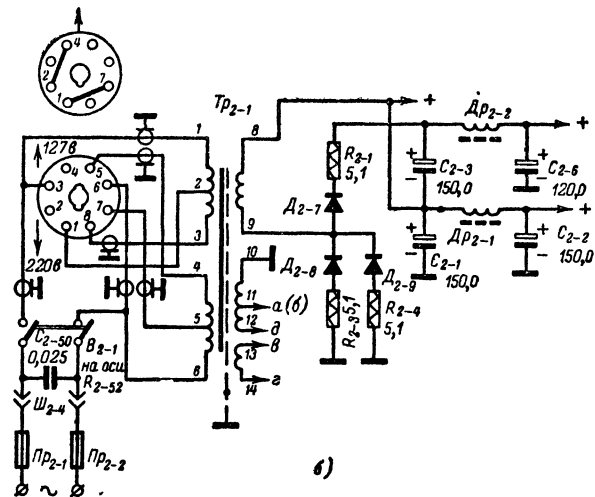 4
2
7
1
127в
220в
4
5
3
6
2
7
1
8
Тр2-1
1
2
3
4
5
6
8
9
10
11
12
13
14
а(б)
д
в
г
+
Др2-2
+
R2-1
5,1
Д2-7
+
C2-3
150,0
−
+
C2-6
120,0
−
+
Др2-1
+
C2-1
150,0
−
+
C2-2
150,0
−
Д2-8
Д2-9
R2-3
5,1
R2-4
5,1
C2-50
0,025
В2-1
на оси
R2-52
Ш2-4
Пр2-1
Пр2-2
~
б)